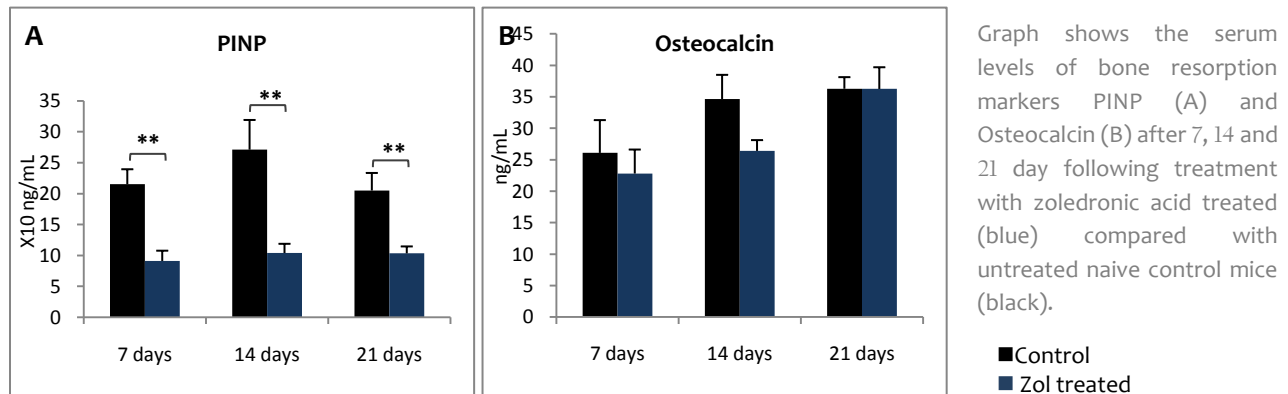 A
PINP
X10 ng/mL
35
30
25
20
15
10
5
0
**
**
**
7 days
14 days
21 days
B
Osteocalcin
ng/mL
45
40
35
30
25
20
15
10
5
0
7 days
14 days
21 days
Graph shows the serum
levels of bone resorption
markers PINP (A) and
Osteocalcin (B) after 7, 14 and
21 day following treatment
with zoledronic acid treated
(blue) compared with
untreated naive control mice
(black).
Control
Zol treated